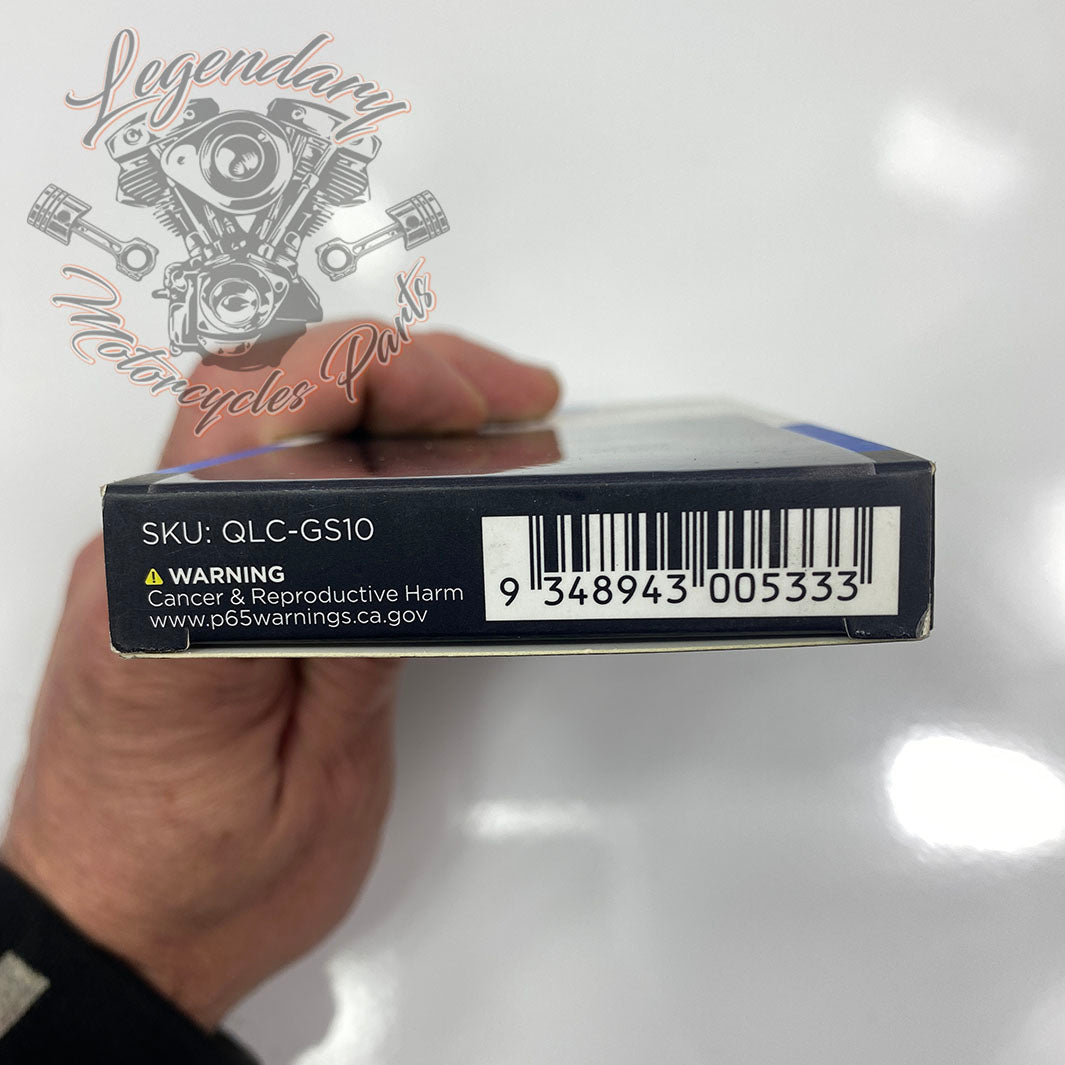 Legendary
Motorcycles Parts
SKU: QLC-GS10
WARNING
Cancer & Reproductive Harm
www.p65warnings.ca.gov
9 348943 005333